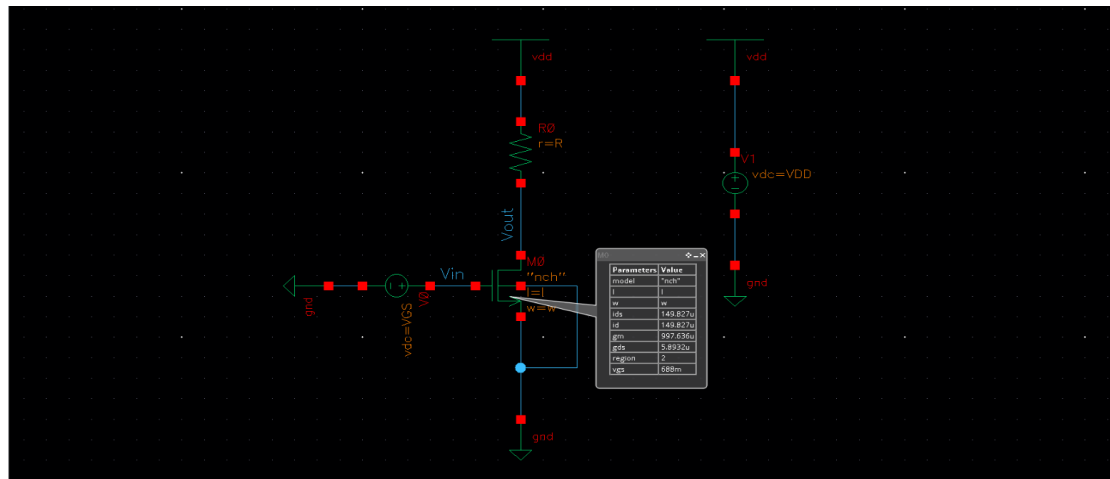 vdd
vdd
R0
r=R
V1
vdc=VDD
Vout
M0
"nch"
l=l
w=w
Vin
V0
vdc=VGS
gnd
gnd
gnd
M0
Parameters Value
model "nch"
l l
w w
ids 149.827u
id 149.827u
gm 997.636u
gds 5.8932u
region 2
vgs 688m